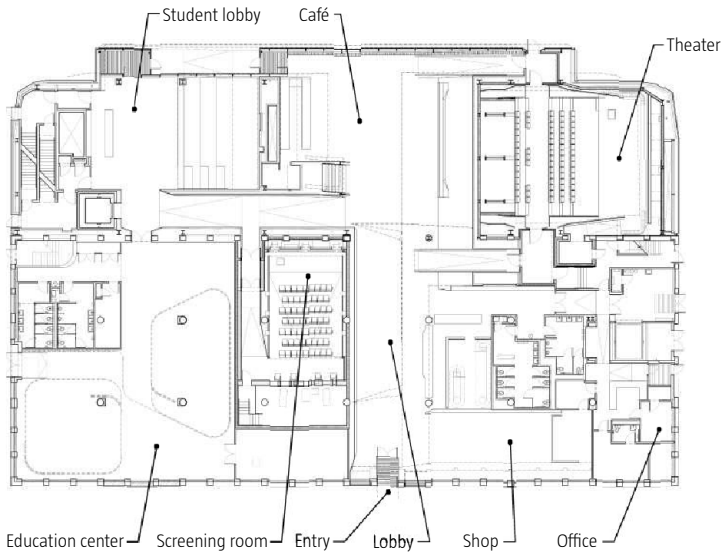 Student lobby
Café
Theater
Education center
Screening room
Entry
Lobby
Shop
Office